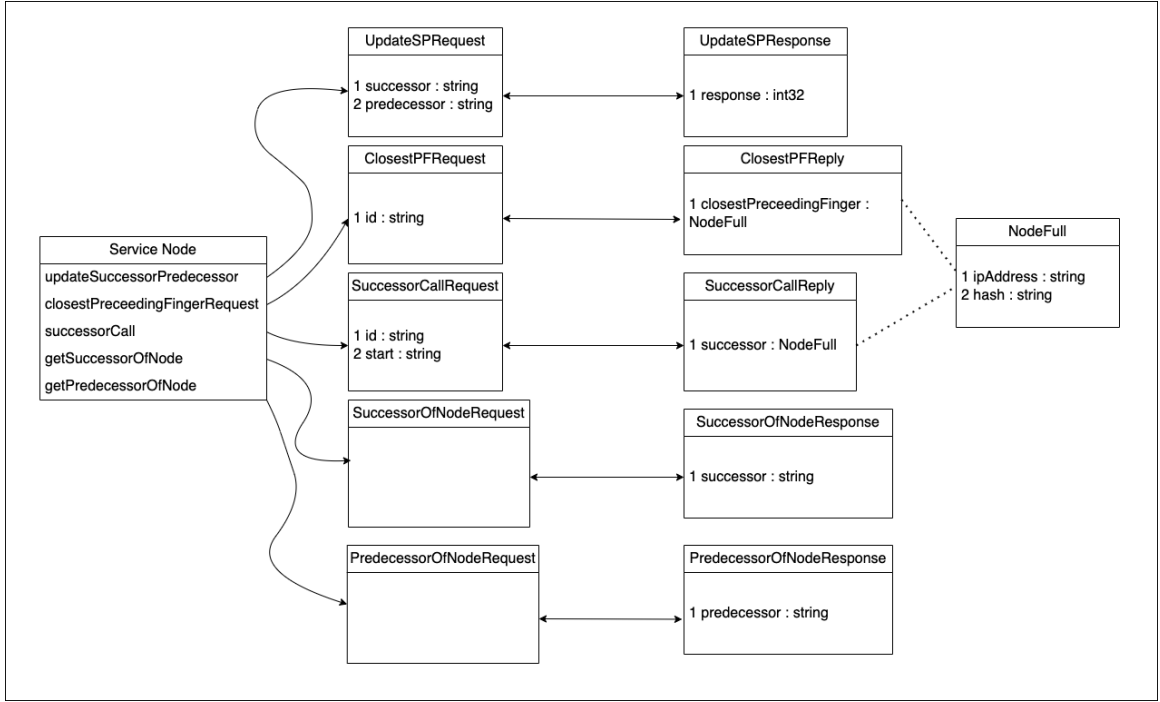 UpdateSPRequest
1 successor : string
2 predecessor : string
UpdateSPResponse
1 response : int32
ClosestPFRequest
1 id : string
ClosestPFReply
1 closestPreceedingFinger :
NodeFull
NodeFull
1 ipAddress : string
2 hash : string
Service Node
updateSuccessorPredecessor
closestPreceedingFingerRequest
successorCall
getSuccessorOfNode
getPredecessorOfNode
SuccessorCallRequest
1 id : string
2 start : string
SuccessorCallReply
1 successor : NodeFull
SuccessorOfNodeRequest
SuccessorOfNodeResponse
1 successor : string
PredecessorOfNodeRequest
PredecessorOfNodeResponse
1 predecessor : string